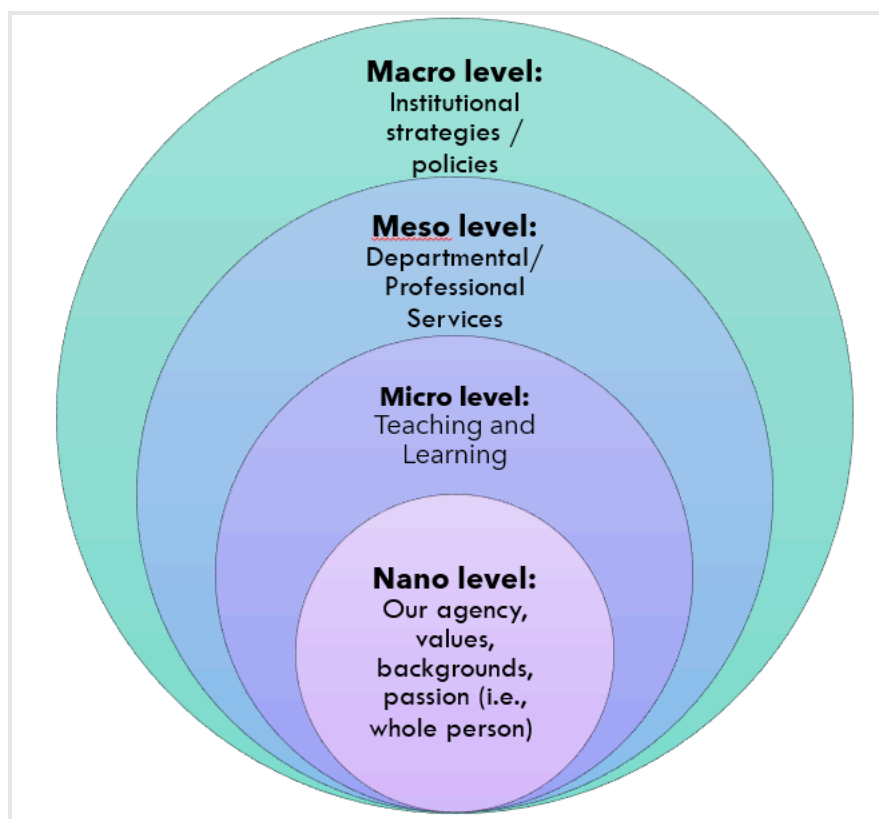 Macro level:
Institutional
strategies /
policies
Meso level:
Departmental/
Professional
Services
Micro level:
Teaching and
Learning
Nano level:
Our agency,
values,
backgrounds,
passion (i.e.,
whole person)